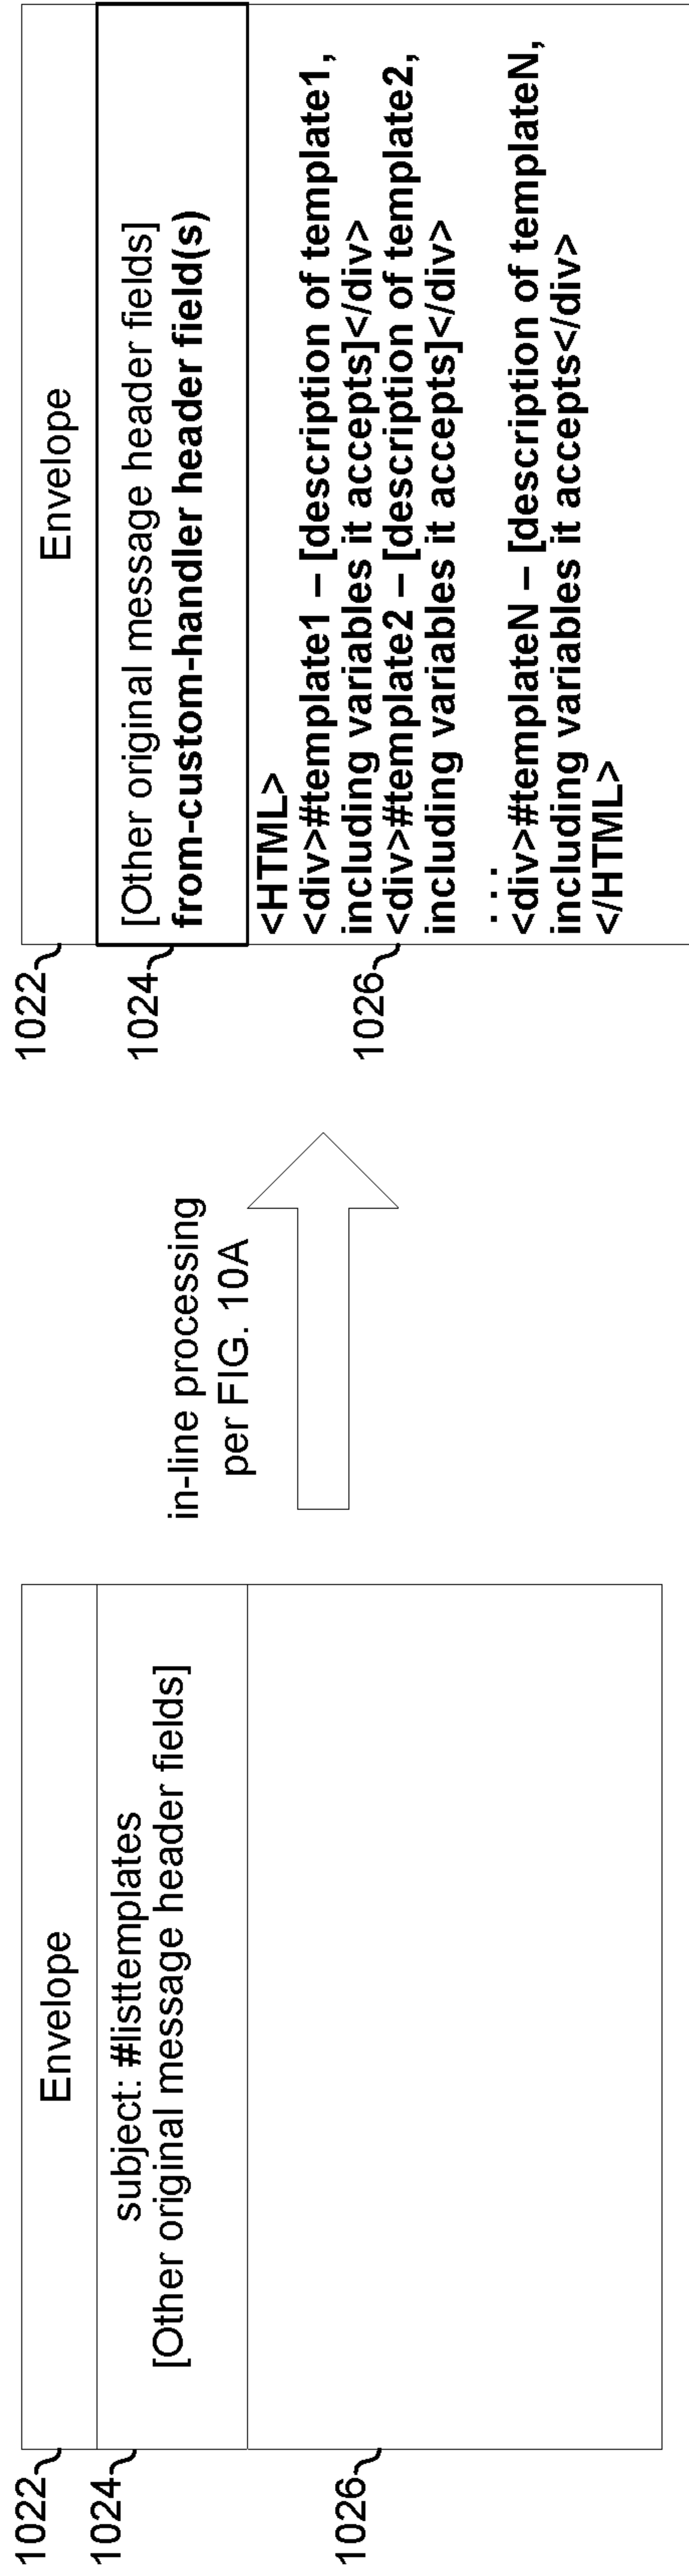 1022
Envelope
1024
subject: #listtemplates
[Other original message header fields]
1026
in-line processing
per FIG. 10A
1022
Envelope
1024
[Other original message header fields]
from-custom-handler header field(s)
1026
<HTML>
<div>#template1 – [description of template1,
including variables it accepts]</div>
<div>#template2 – [description of template2,
including variables it accepts]</div>
. . .
<div>#templateN – [description of templateN,
including variables it accepts</div>
</HTML>